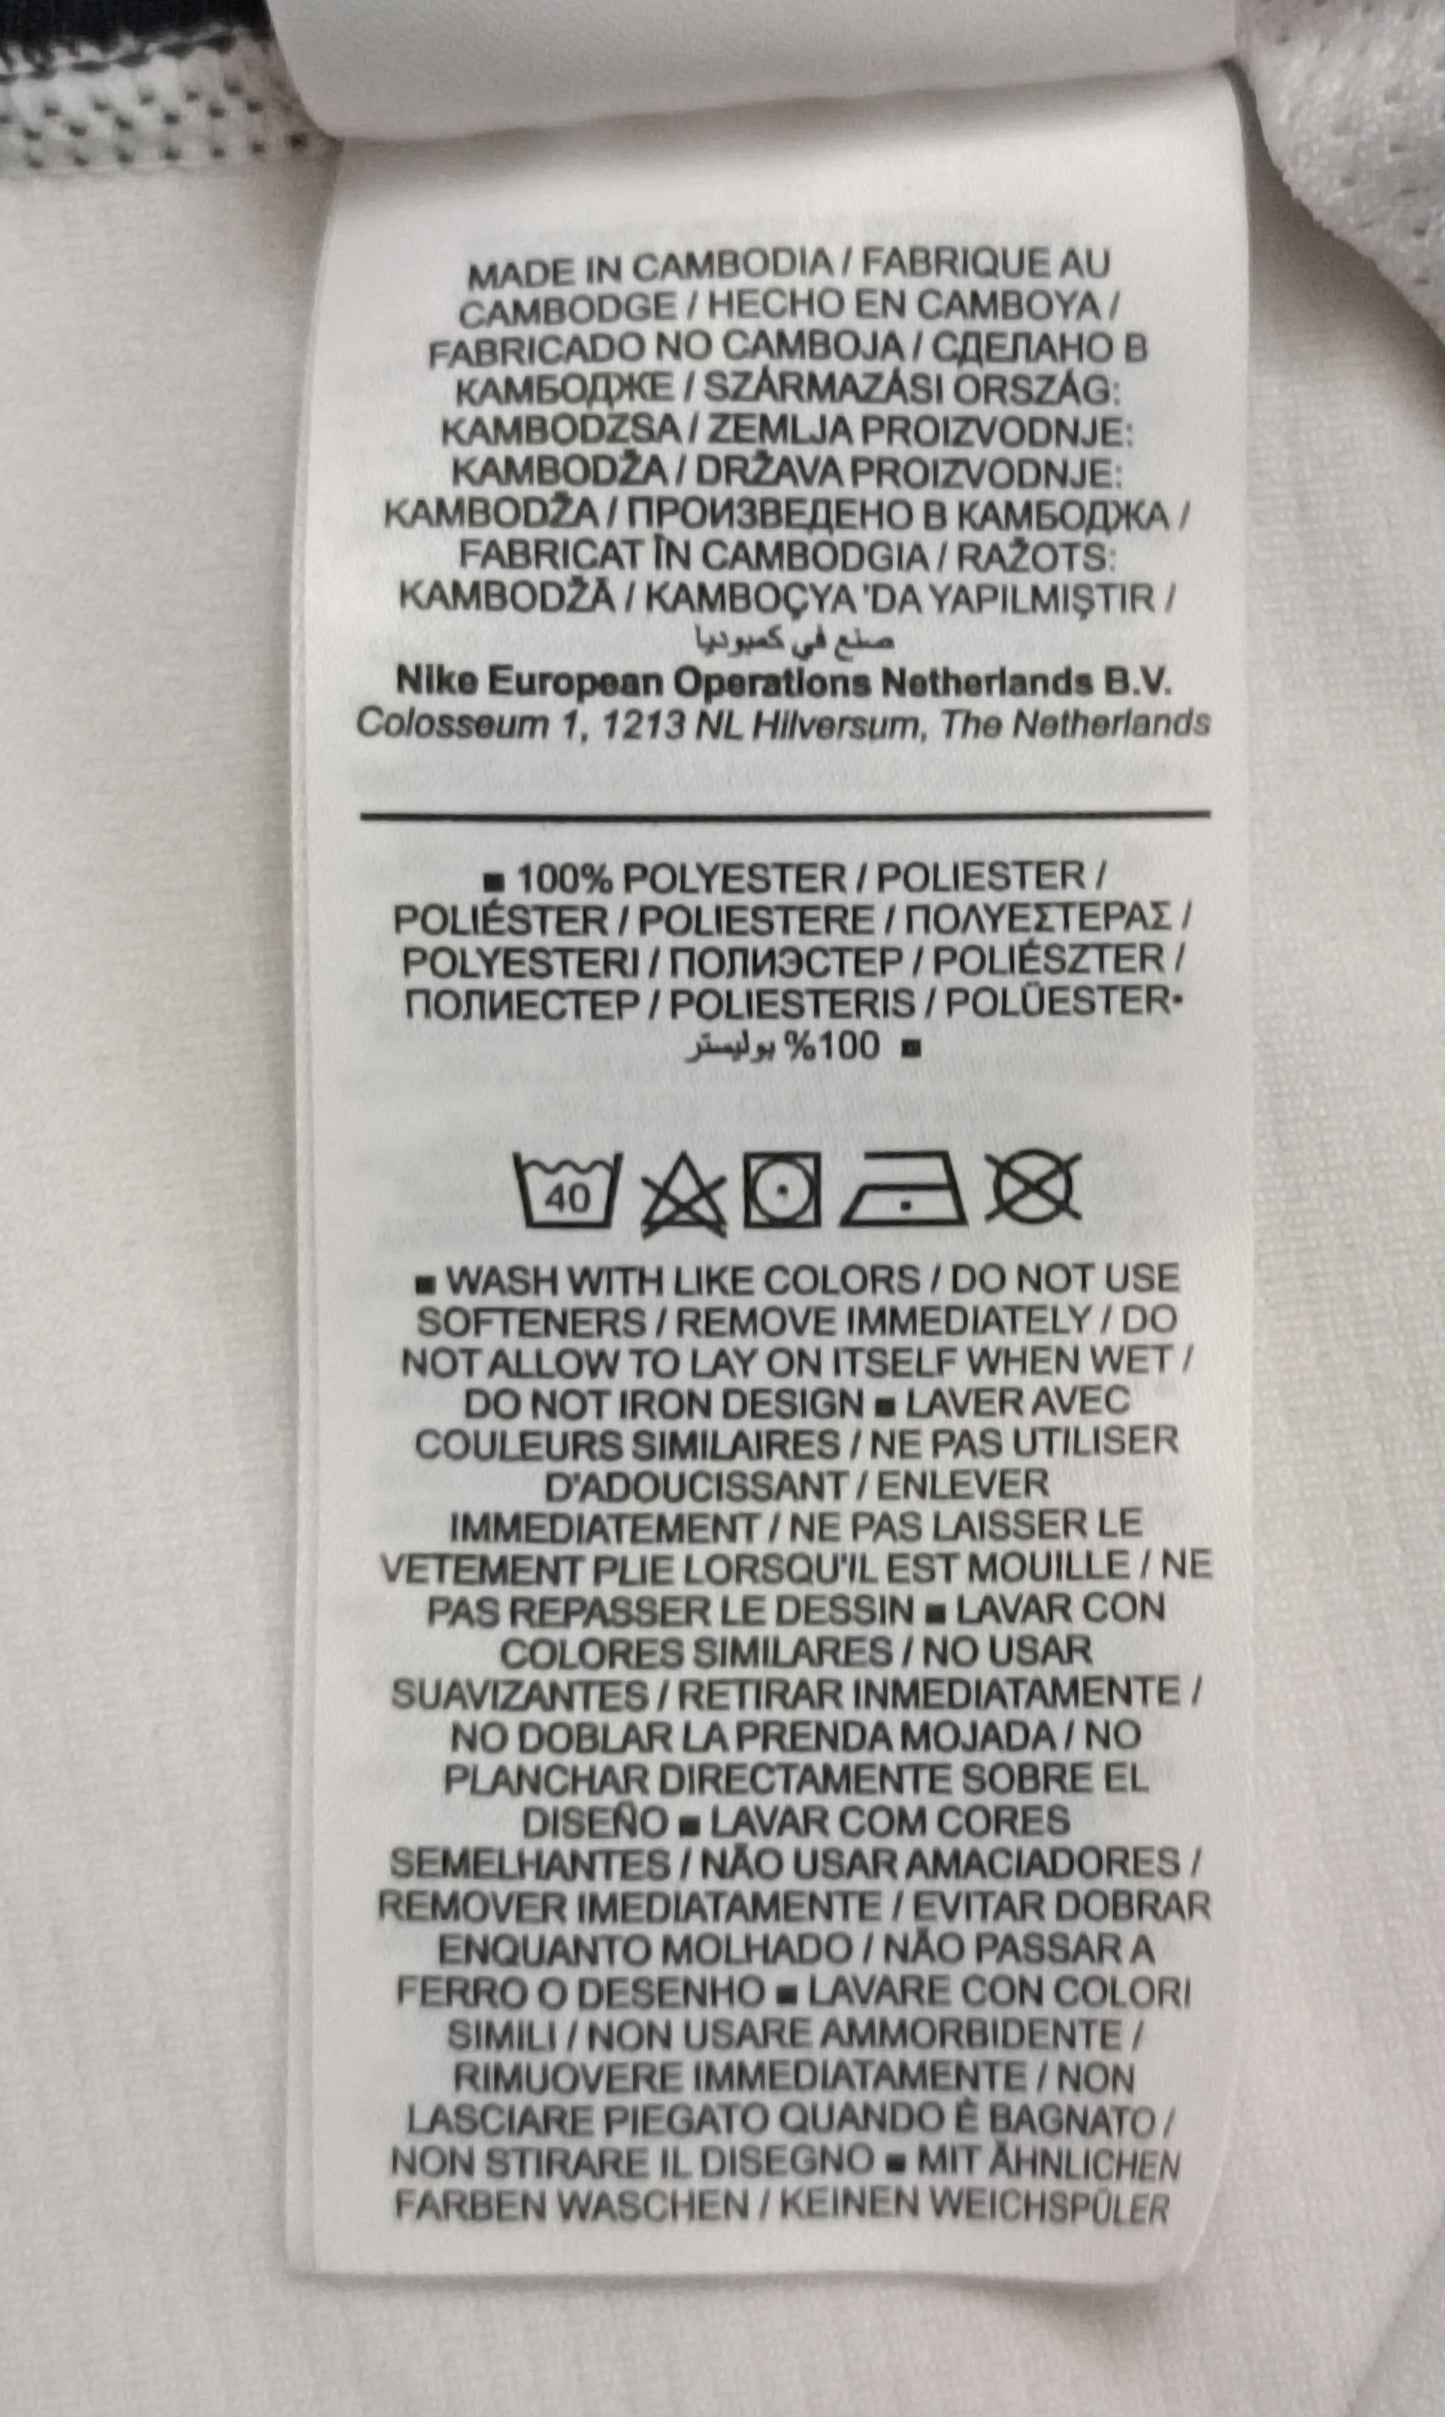 MADE IN CAMBODIA / FABRIQUE AU
CAMBODGE / HECHO EN CAMBOYA /
FABRICADO NO CAMBOJA / СДЕЛАНО В
КАМБОДЖЕ / SZÁRMAZÁSI ORSZÁG:
KAMBODZSA / ZEMLJA PROIZVODNJE:
KAMBODŽA / DRŽAVA PROIZVODNJE:
KAMBODŽA / ПРОИЗВЕДЕНО В КАМБОДЖА /
FABRICAT ÎN CAMBODGIA / RAŽOTS:
KAMBODŽĀ / KAMBOÇYA 'DA YAPILMIŞTIR /
صنع في كمبوديا
Nike European Operations Netherlands B.V.
Colosseum 1, 1213 NL Hilversum, The Netherlands
■ 100% POLYESTER / POLIESTER /
POLIÉSTER / POLIESTERE / ΠΟΛΥΕΣΤΕΡΑΣ /
POLYESTERI / ПОЛИЭСТЕР / POLIÉSZTER /
ПОЛИЕСТЕР / POLIESTERIS / POLÜESTER•
■ 100% بوليستر
40
■ WASH WITH LIKE COLORS / DO NOT USE
SOFTENERS / REMOVE IMMEDIATELY / DO
NOT ALLOW TO LAY ON ITSELF WHEN WET /
DO NOT IRON DESIGN ■ LAVER AVEC
COULEURS SIMILAIRES / NE PAS UTILISER
D'ADOUCISSANT / ENLEVER
IMMEDIATEMENT / NE PAS LAISSER LE
VETEMENT PLIE LORSQU'IL EST MOUILLE / NE
PAS REPASSER LE DESSIN ■ LAVAR CON
COLORES SIMILARES / NO USAR
SUAVIZANTES / RETIRAR INMEDIATAMENTE /
NO DOBLAR LA PRENDA MOJADA / NO
PLANCHAR DIRECTAMENTE SOBRE EL
DISEÑO ■ LAVAR COM CORES
SEMELHANTES / NÃO USAR AMACIADORES /
REMOVER IMEDIATAMENTE / EVITAR DOBRAR
ENQUANTO MOLHADO / NÃO PASSAR A
FERRO O DESENHO ■ LAVARE CON COLORI
SIMILI / NON USARE AMMORBIDENTE /
RIMUOVERE IMMEDIATAMENTE / NON
LASCIARE PIEGATO QUANDO È BAGNATO /
NON STIRARE IL DISEGNO ■ MIT ÄHNLICHEN
FARBEN WASCHEN / KEINEN WEICHSPÜLER